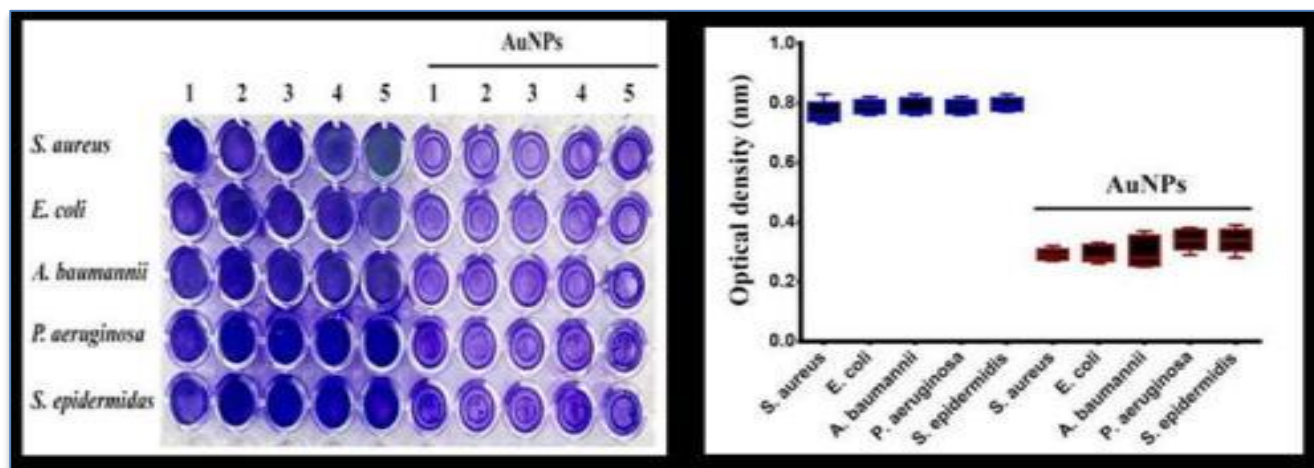 AuNPs
1 2 3 4 5 1 2 3 4 5
S. aureus
E. coli
A. baumannii
P. aeruginosa
S. epidermidas
Optical density (nm)
1.0
0.8
0.6
0.4
0.2
0.0
AuNPs
S. aureus
E. coli
A. baumannii
P. aeruginosa
S. epidermidis
S. aureus
E. coli
A. baumannii
P. aeruginosa
S. epidermidis